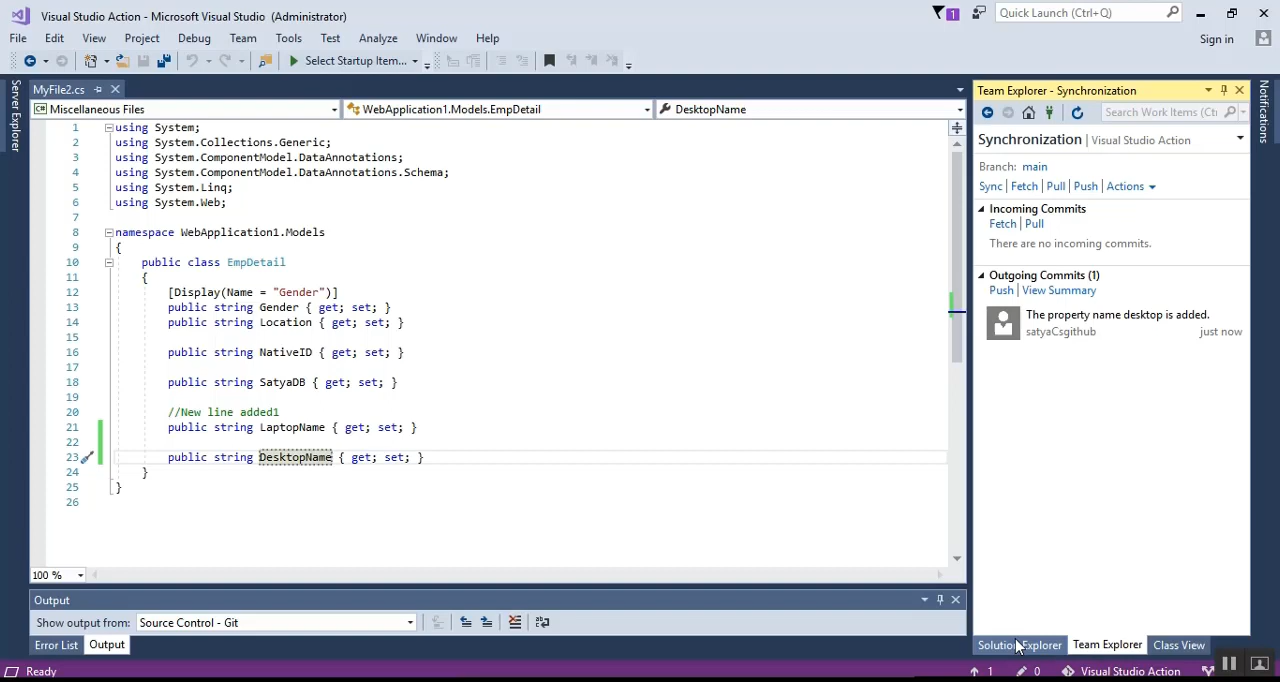 Visual Studio Action - Microsoft Visual Studio (Administrator)
1
Quick Launch (Ctrl+Q)
File Edit View Project Debug Team Tools Test Analyze Window Help
Sign in
Select Startup Item...
Server Explorer
MyFile2.cs
Miscellaneous Files
WebApplication1.Models.EmpDetail
DesktopName
1 using System;
2 using System.Collections.Generic;
3 using System.ComponentModel.DataAnnotations;
4 using System.ComponentModel.DataAnnotations.Schema;
5 using System.Linq;
6 using System.Web;
7
8 namespace WebApplication1.Models
9 {
10 public class EmpDetail
11 {
12 [Display(Name = "Gender")]
13 public string Gender { get; set; }
14 public string Location { get; set; }
15
16 public string NativeID { get; set; }
17
18 public string SatyaDB { get; set; }
19
20 //New line added1
21 public string LaptopName { get; set; }
22
23 public string DesktopName { get; set; }
24 }
25 }
26
100 %
Output
Show output from: Source Control - Git
Error List Output
Ready
Team Explorer - Synchronization
Search Work Items (Ctrl
Synchronization | Visual Studio Action
Branch: main
Sync | Fetch | Pull | Push | Actions
Incoming Commits
Fetch | Pull
There are no incoming commits.
Outgoing Commits (1)
Push | View Summary
The property name desktop is added.
satyaCsgithub just now
Solution Explorer Team Explorer Class View
1 0 Visual Studio Action
Notifications